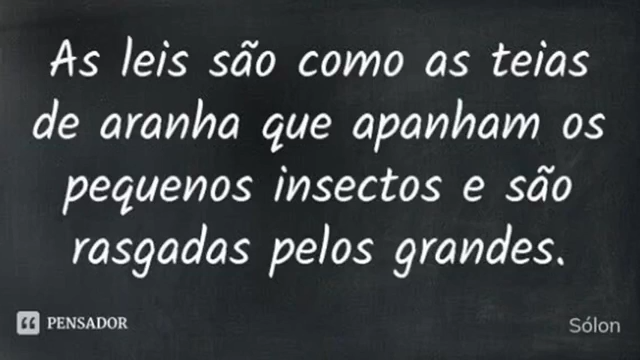 As leis são como as teias
de aranha que apanham os
pequenos insectos e são
rasgadas pelos grandes.
PENSADOR
Sólon